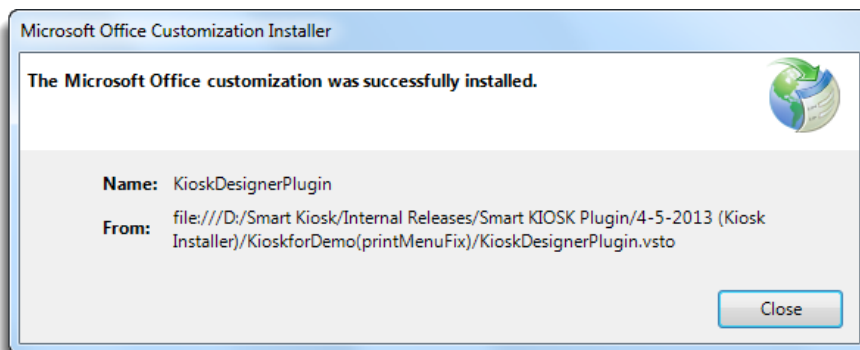 Microsoft Office Customization Installer
The Microsoft Office customization was successfully installed.
Name: KioskDesignerPlugin
From: file:///D:/Smart Kiosk/Internal Releases/Smart KIOSK Plugin/4-5-2013 (Kiosk
Installer)/KioskforDemo(printMenuFix)/KioskDesignerPlugin.vsto
Close